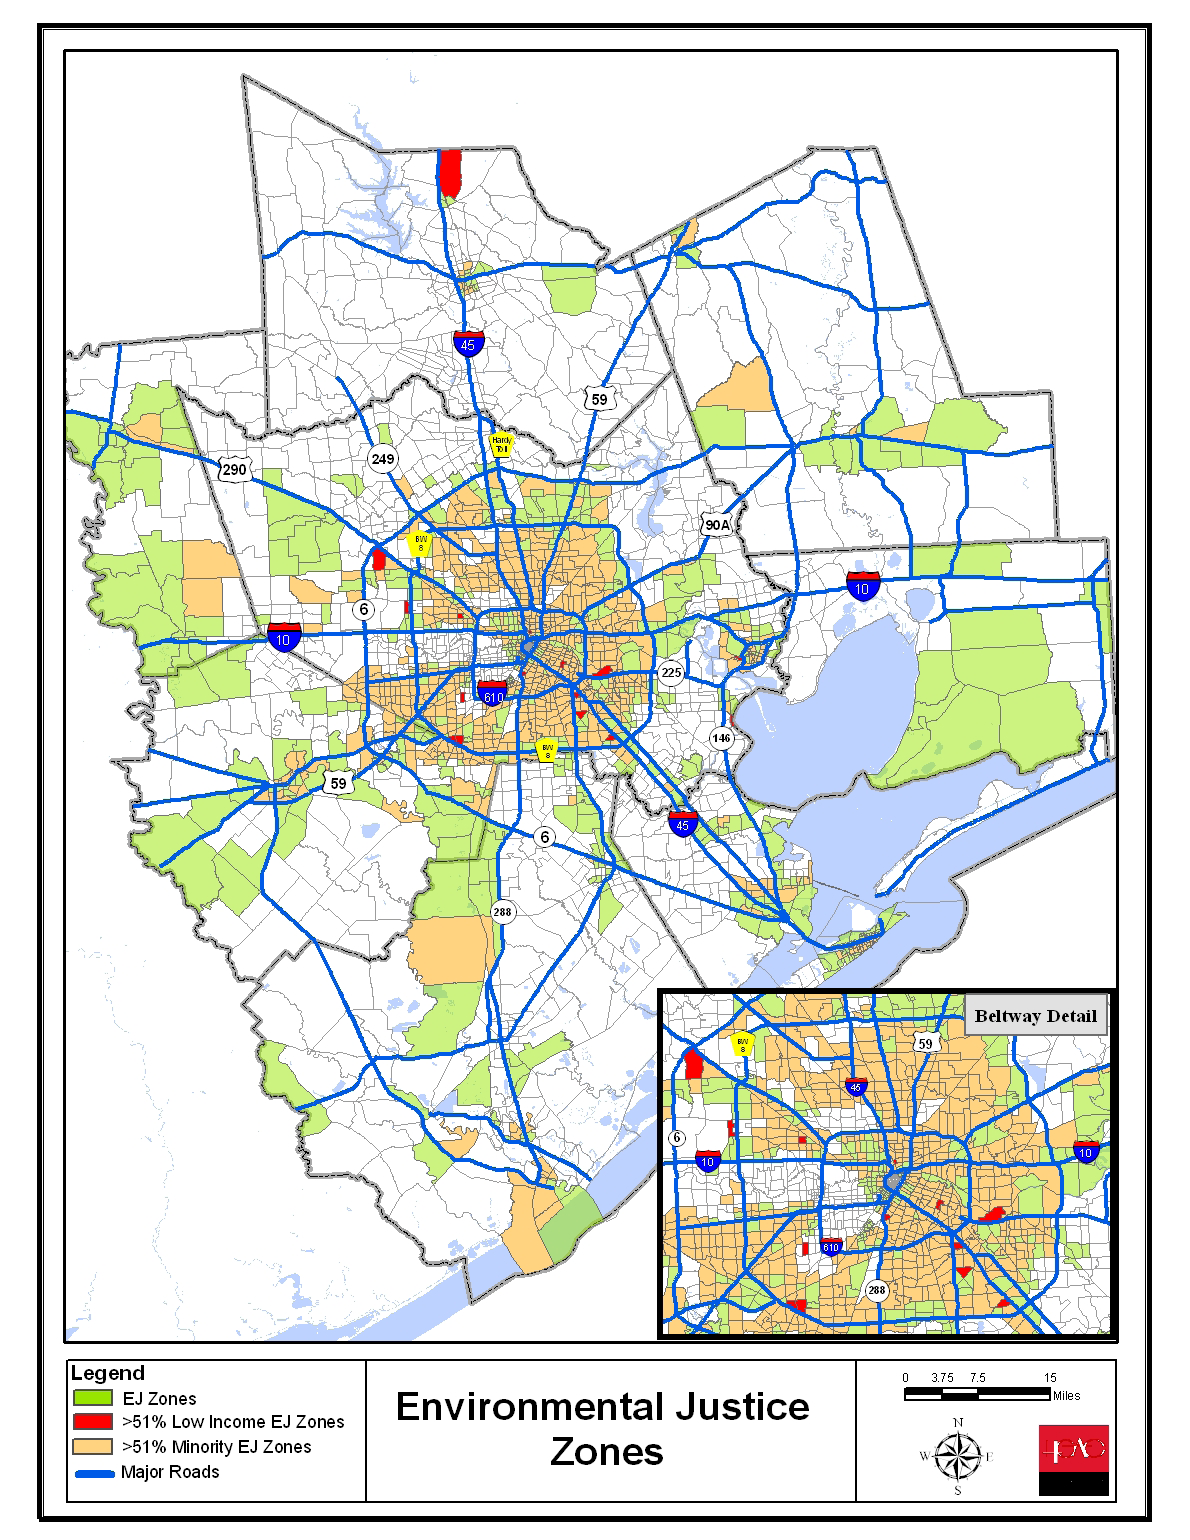 45
59
Hardy
Toll
249
290
90A
BW
8
10
6
10
225
610
146
BW
8
59
45
6
288
Beltway Detail
59
BW
8
45
6
10
10
610
288
Legend
EJ Zones
>51% Low Income EJ Zones
>51% Minority EJ Zones
Major Roads
Environmental Justice
Zones
0 3.75 7.5 15
Miles
N
W E
S